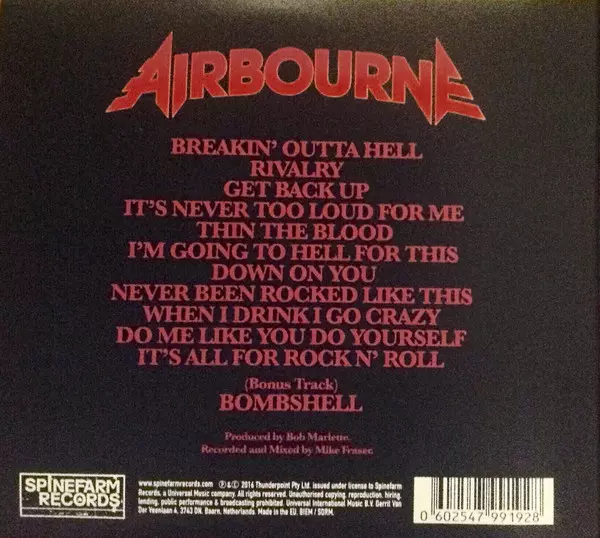 AIRBOURNE
BREAKIN' OUTTA HELL
RIVALRY
GET BACK UP
IT'S NEVER TOO LOUD FOR ME
THIN THE BLOOD
I'M GOING TO HELL FOR THIS
DOWN ON YOU
NEVER BEEN ROCKED LIKE THIS
WHEN I DRINK I GO CRAZY
DO ME LIKE YOU DO YOURSELF
IT'S ALL FOR ROCK N' ROLL
(Bonus Track)
BOMBSHELL
Produced by Bob Marlette.
Recorded and Mixed by Mike Fraser.
SPINEFARM
RECORDS
www.spinefarmrecords.com ℗&© 2016 Thunderpoint Pty Ltd. issued under license to Spinefarm
Records, a Universal Music company. All rights reserved. Unauthorised copying, reproduction, hiring,
lending, public performance & broadcasting prohibited. Universal International Music B.V. Gerrit Van
Der Veenlaan 4, 3743 DN, Baarn, Netherlands. Made in the EU. BIEM / SDRM.
0 602547 991928